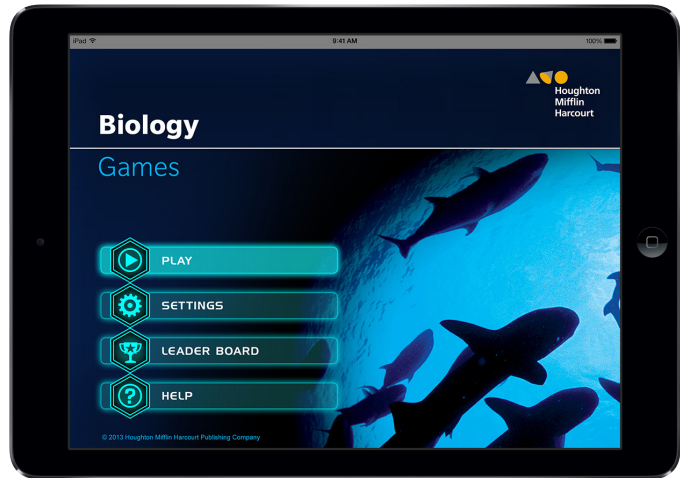 iPad 9:41 AM 100%
Houghton
Mifflin
Harcourt
Biology
Games
PLAY
SETTINGS
LEADER BOARD
HELP
© 2013 Houghton Mifflin Harcourt Publishing Company